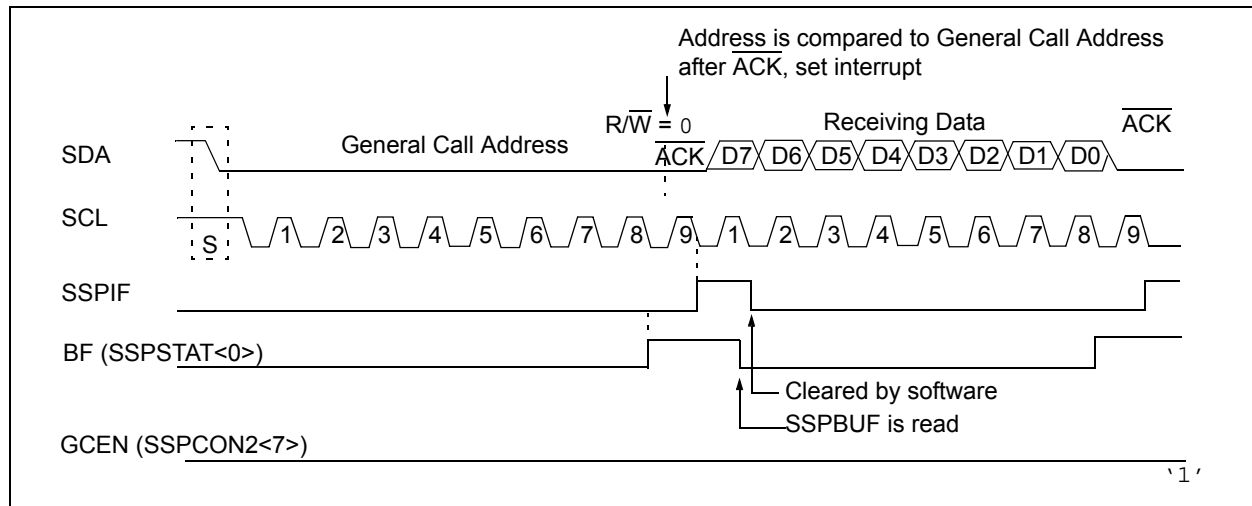 Address is compared to General Call Address
after ACK, set interrupt
R/W = 0
Receiving Data
ACK
General Call Address
SDA
ACK D7 D6 D5 D4 D3 D2 D1 D0
SCL
S
1 2 3 4 5 6 7 8 9 1 2 3 4 5 6 7 8 9
SSPIF
BF (SSPSTAT<0>)
Cleared by software
SSPBUF is read
GCEN (SSPCON2<7>)
‘1’